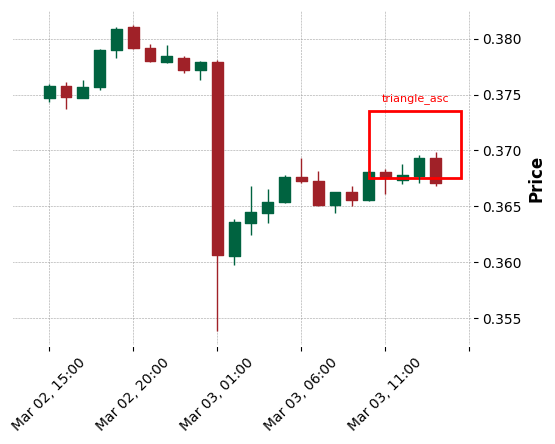 triangle_asc
0.380
0.375
0.370
0.365
0.360
0.355
Price
Mar 02, 15:00
Mar 02, 20:00
Mar 03, 01:00
Mar 03, 06:00
Mar 03, 11:00